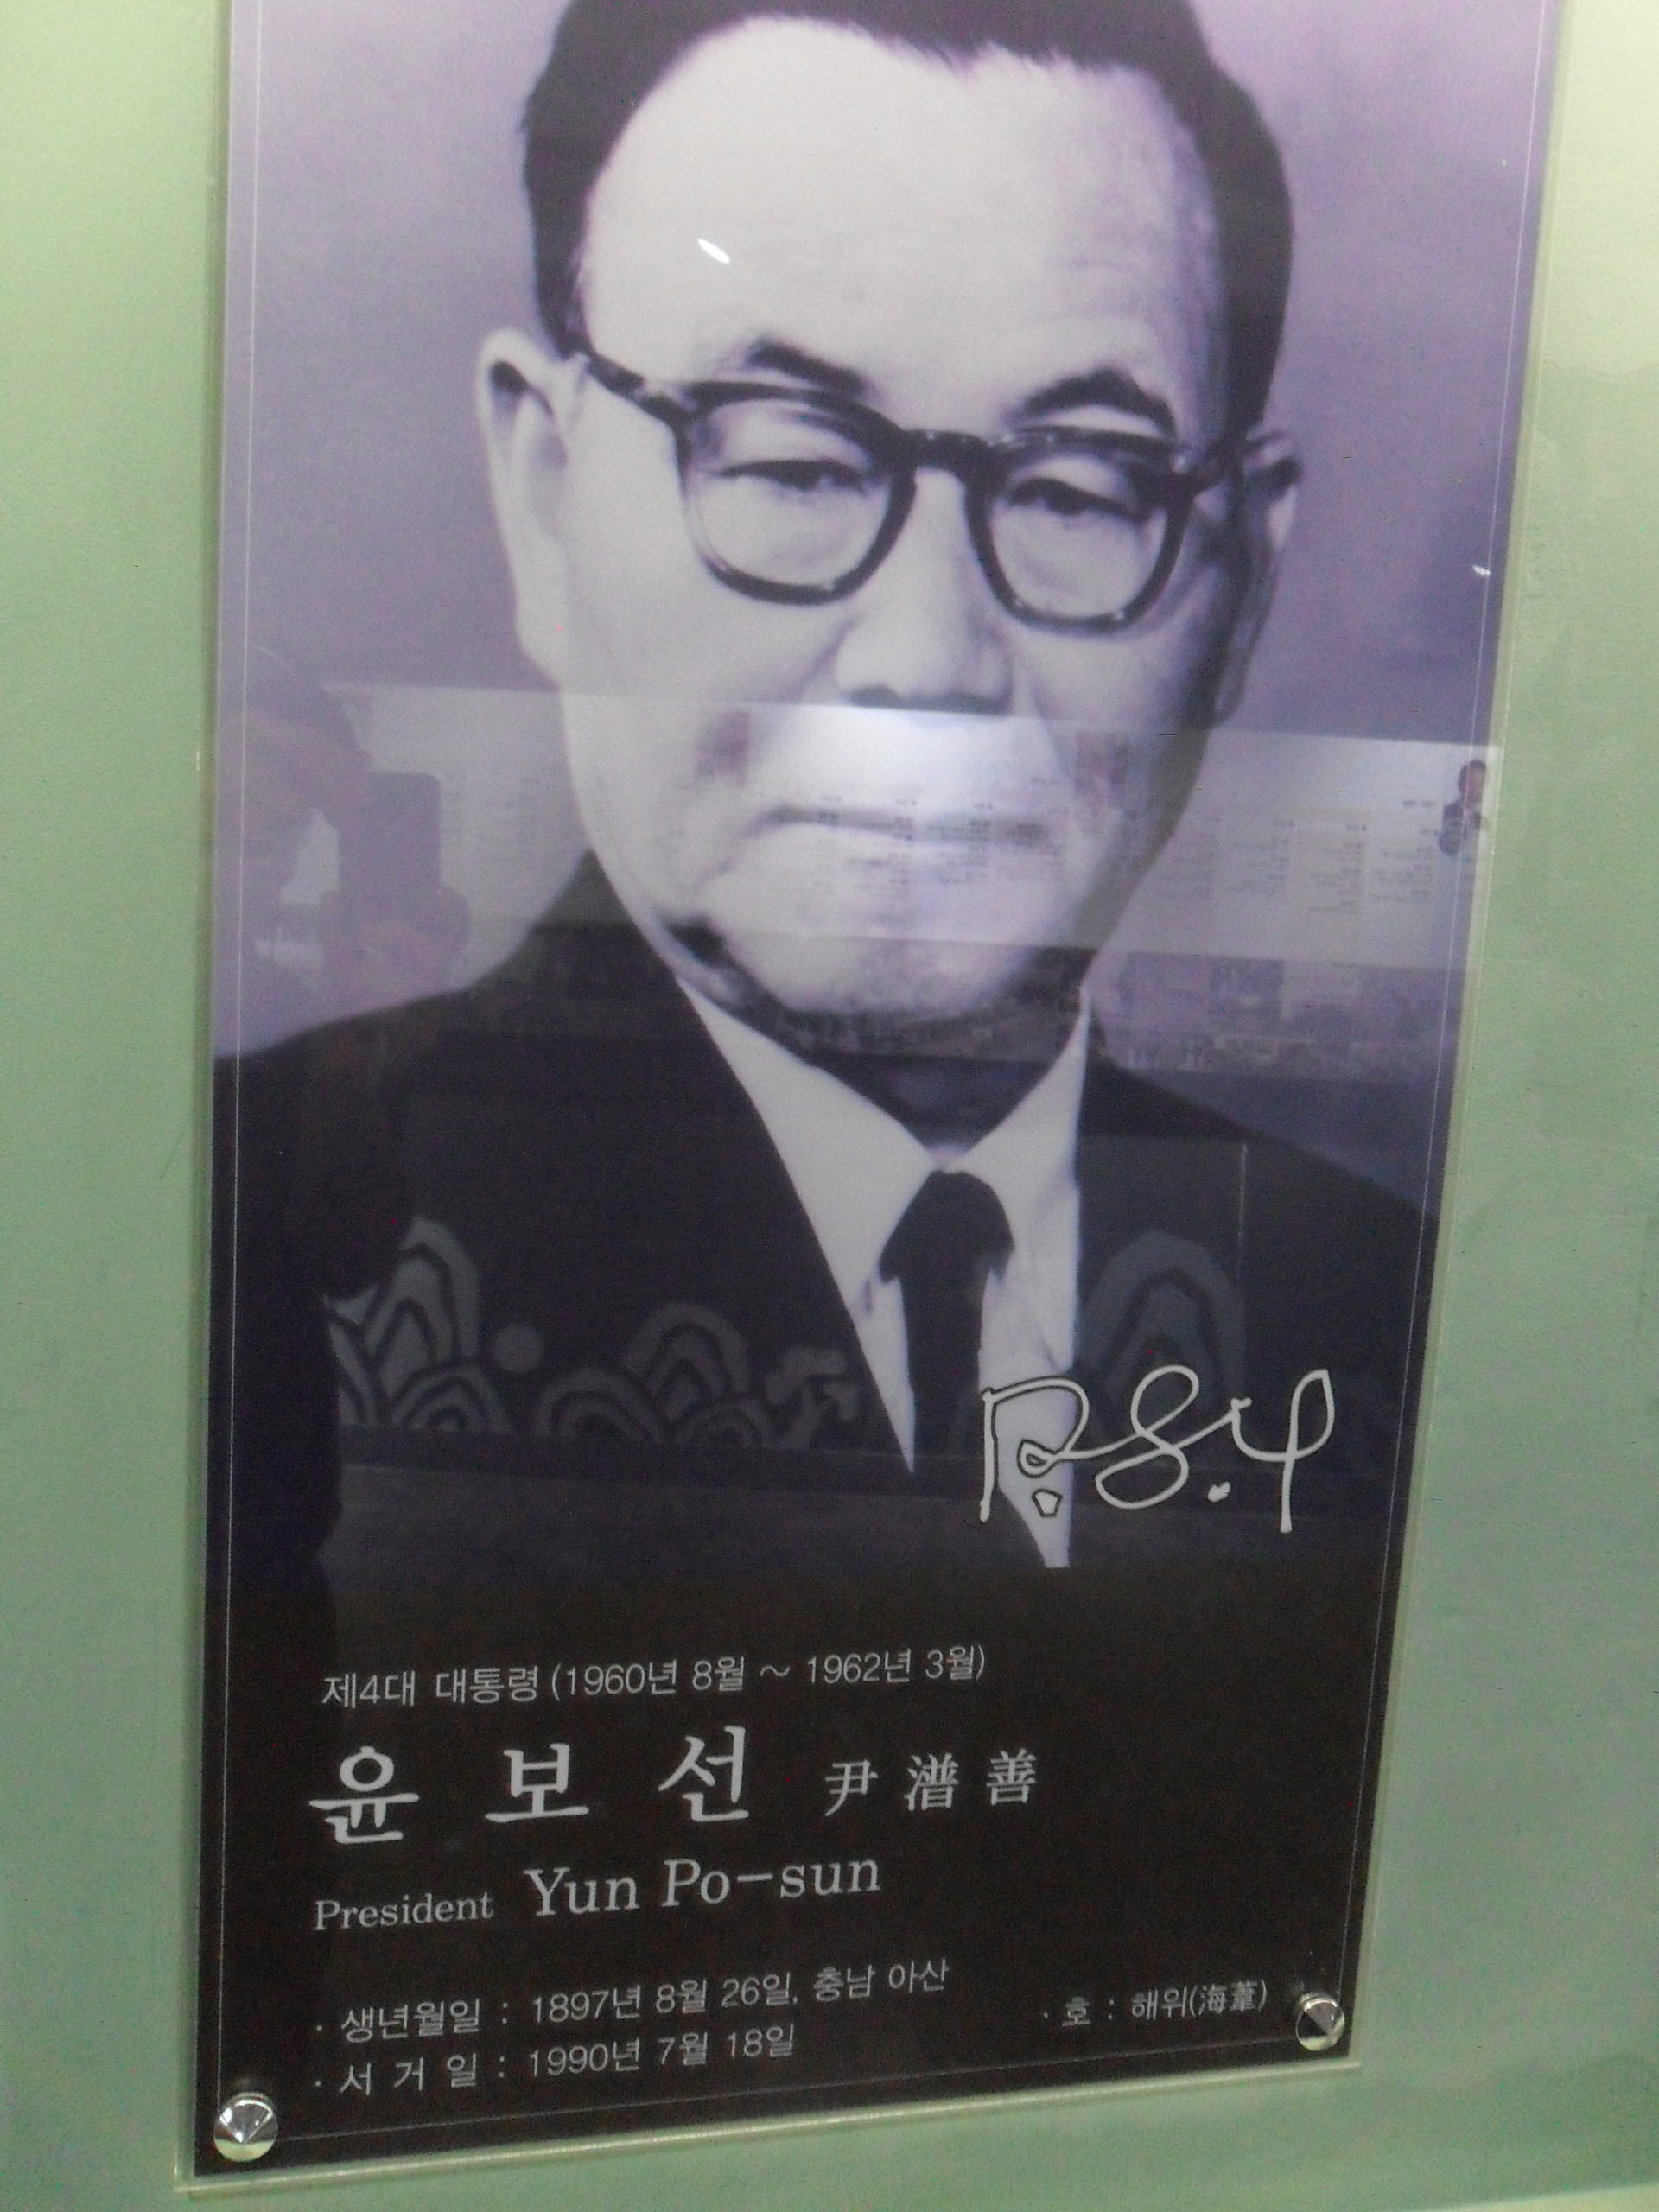 P.S.Y
제4대 대통령 (1960년 8월 ~ 1962년 3월)
윤 보 선 尹 潽 善
President Yun Po-sun
· 생년월일 : 1897년 8월 26일, 충남 아산
· 호 : 해위(海葦)
· 서 거 일 : 1990년 7월 18일